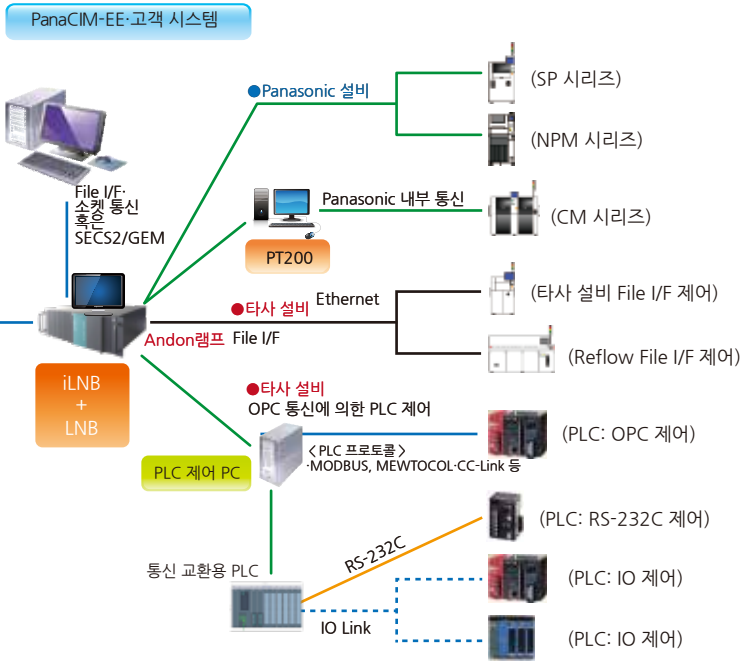 PanaCIM-EE·고객 시스템
●Panasonic 설비
(SP 시리즈)
(NPM 시리즈)
File I/F·
소켓 통신
혹은
SECS2/GEM
Panasonic 내부 통신
(CM 시리즈)
PT200
●타사 설비
Ethernet
(타사 설비 File I/F 제어)
Andon램프
File I/F
(Reflow File I/F 제어)
iLNB
+
LNB
●타사 설비
OPC 통신에 의한 PLC 제어
(PLC: OPC 제어)
<PLC 프로토콜>
·MODBUS, MEWTOCOL·CC-Link 등
PLC 제어 PC
(PLC: RS-232C 제어)
RS-232C
통신 교환용 PLC
(PLC: IO 제어)
IO Link
(PLC: IO 제어)